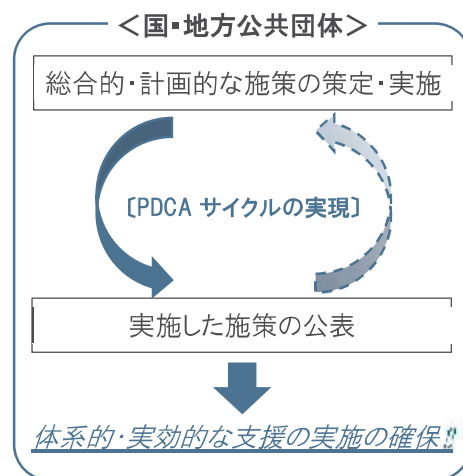 ＜国・地方公共団体＞
総合的・計画的な施策の策定・実施
〔PDCA サイクルの実現〕
実施した施策の公表
体系的・実効的な支援の実施の確保